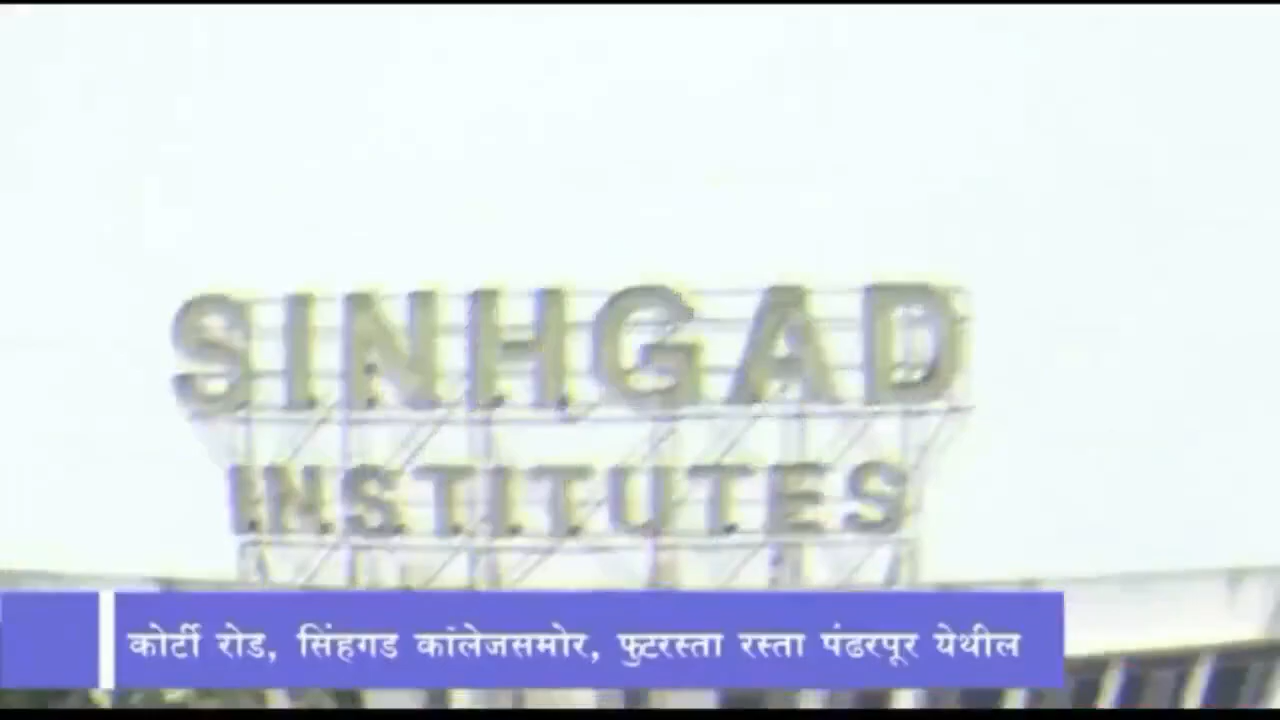 SINHGAD
INSTITUTES
कोर्टी रोड, सिंहगड कॉलेजसमोर, फुटरस्ता रस्ता पंढरपूर येथील